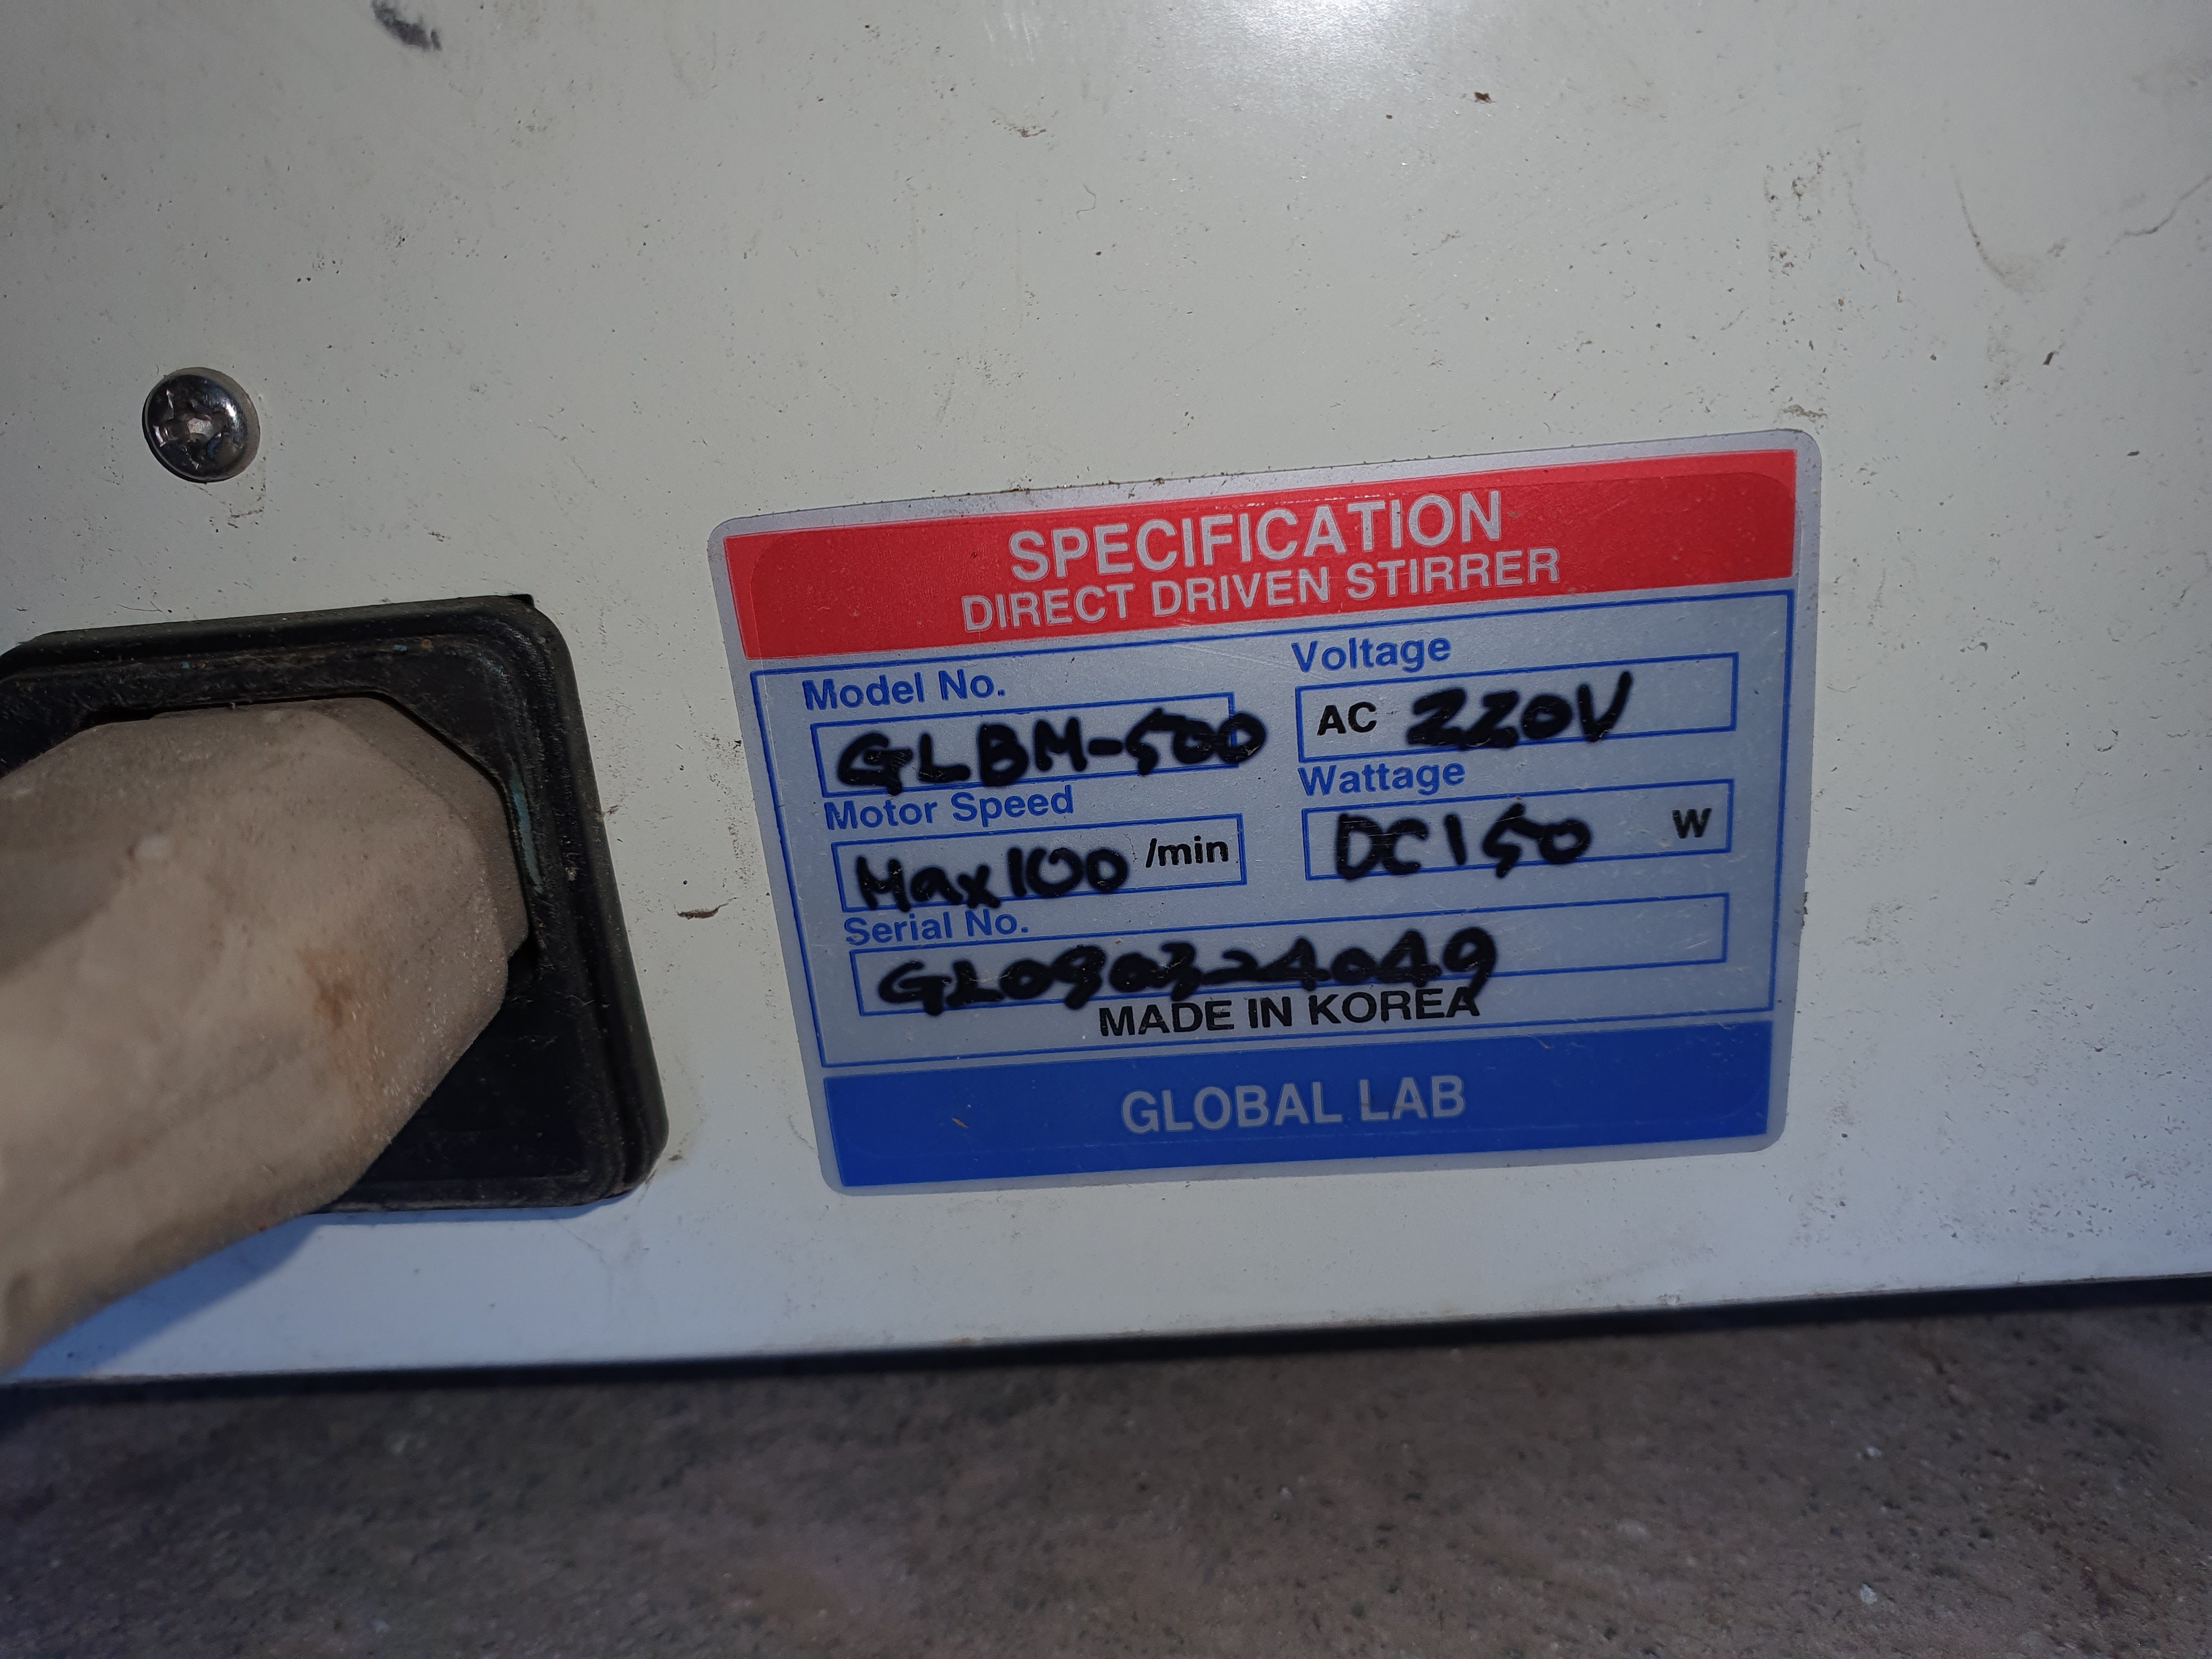 SPECIFICATION
DIRECT DRIVEN STIRRER
Model No.
GLBM-500
Voltage
AC 220V
Motor Speed
Max100 /min
Wattage
DC150 W
Serial No.
GL090324049
MADE IN KOREA
GLOBAL LAB